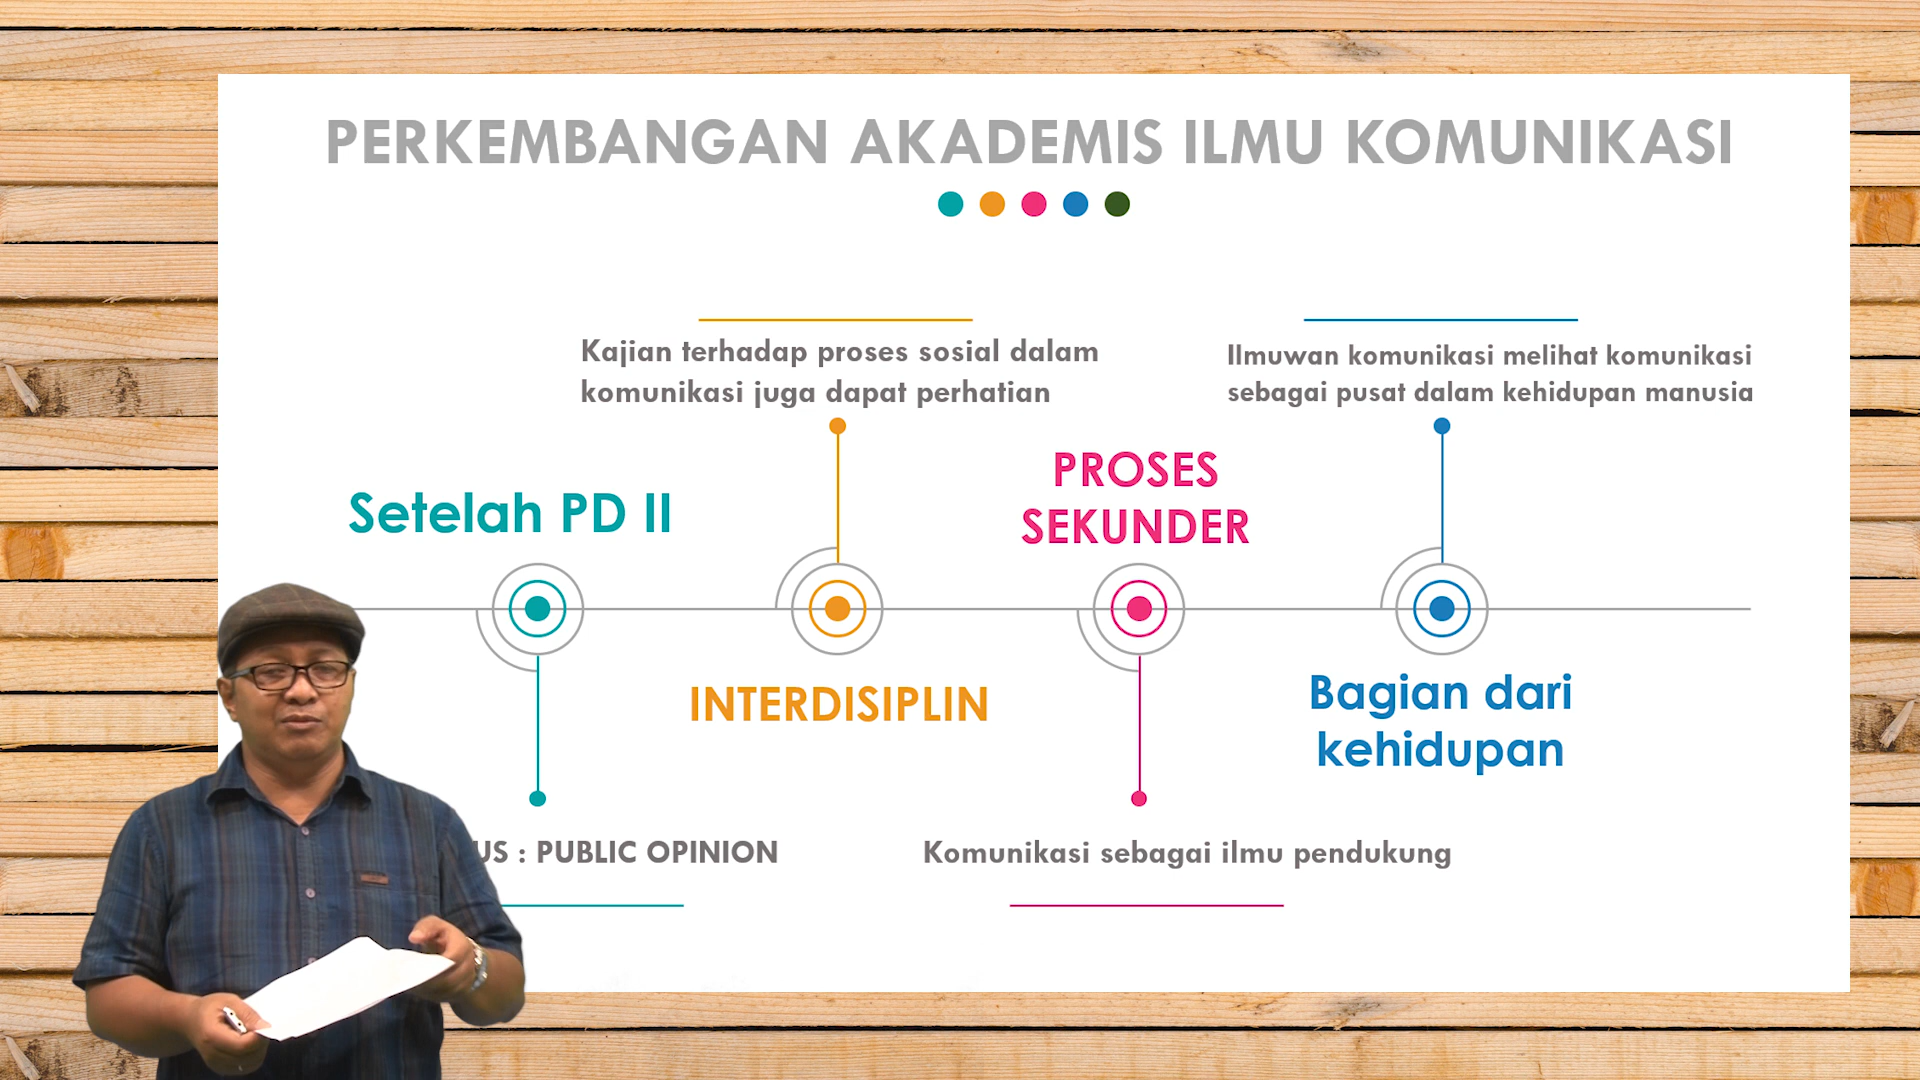 PERKEMBANGAN AKADEMIS ILMU KOMUNIKASI
Kajian terhadap proses sosial dalam
komunikasi juga dapat perhatian
Ilmuwan komunikasi melihat komunikasi
sebagai pusat dalam kehidupan manusia
Setelah PD II
PROSES
SEKUNDER
INTERDISIPLIN
Bagian dari
kehidupan
: PUBLIC OPINION
Komunikasi sebagai ilmu pendukung